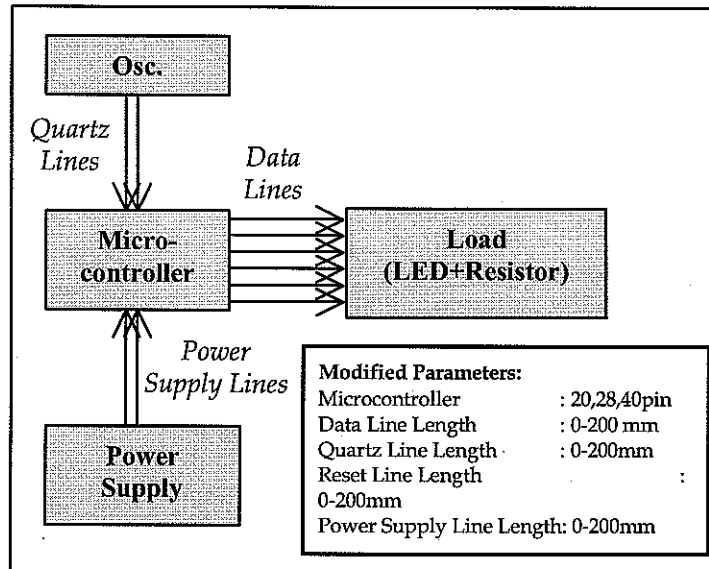 Osc.
Quartz
Lines
Data
Lines
Micro-
controller
Load
(LED+Resistor)
Power
Supply Lines
Power
Supply
Modified Parameters:
Microcontroller : 20,28,40pin
Data Line Length : 0-200 mm
Quartz Line Length : 0-200mm
Reset Line Length :
0-200mm
Power Supply Line Length: 0-200mm